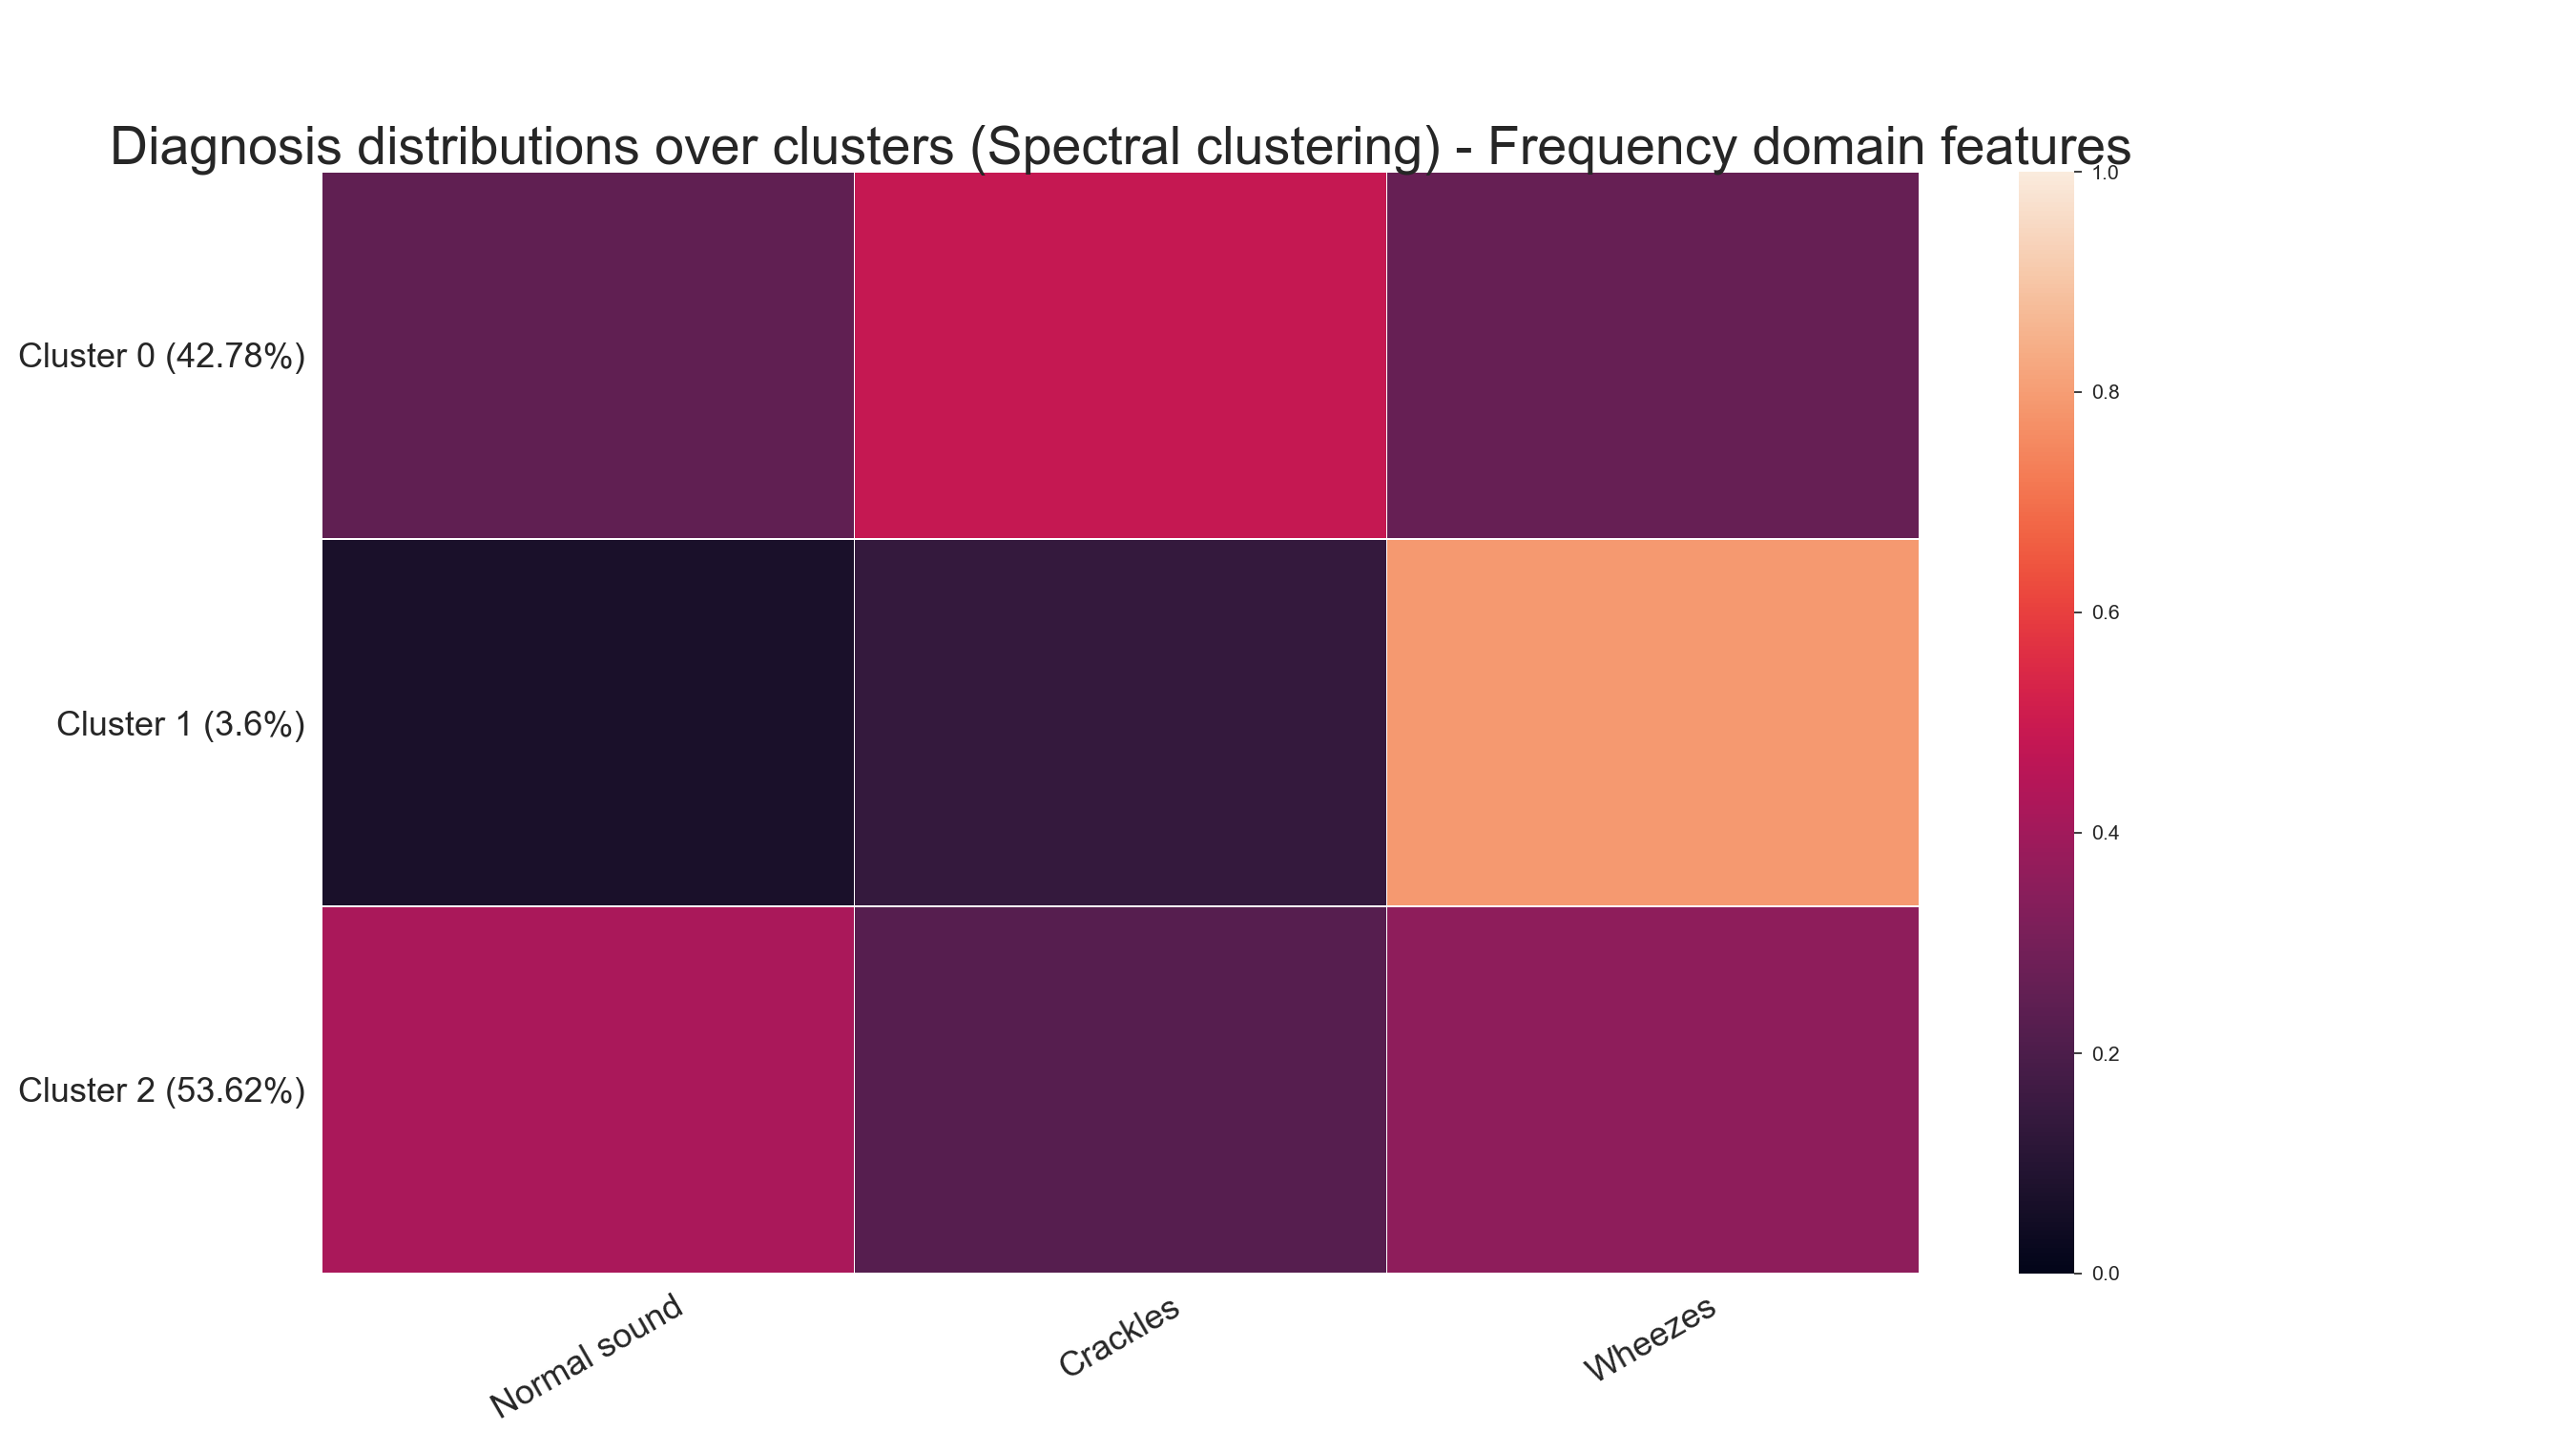 Diagnosis distributions over clusters (Spectral clustering) - Frequency domain features
Cluster 0 (42.78%)
Cluster 1 (3.6%)
Cluster 2 (53.62%)
Normal sound
Crackles
Wheezes
1.0
0.8
0.6
0.4
0.2
0.0